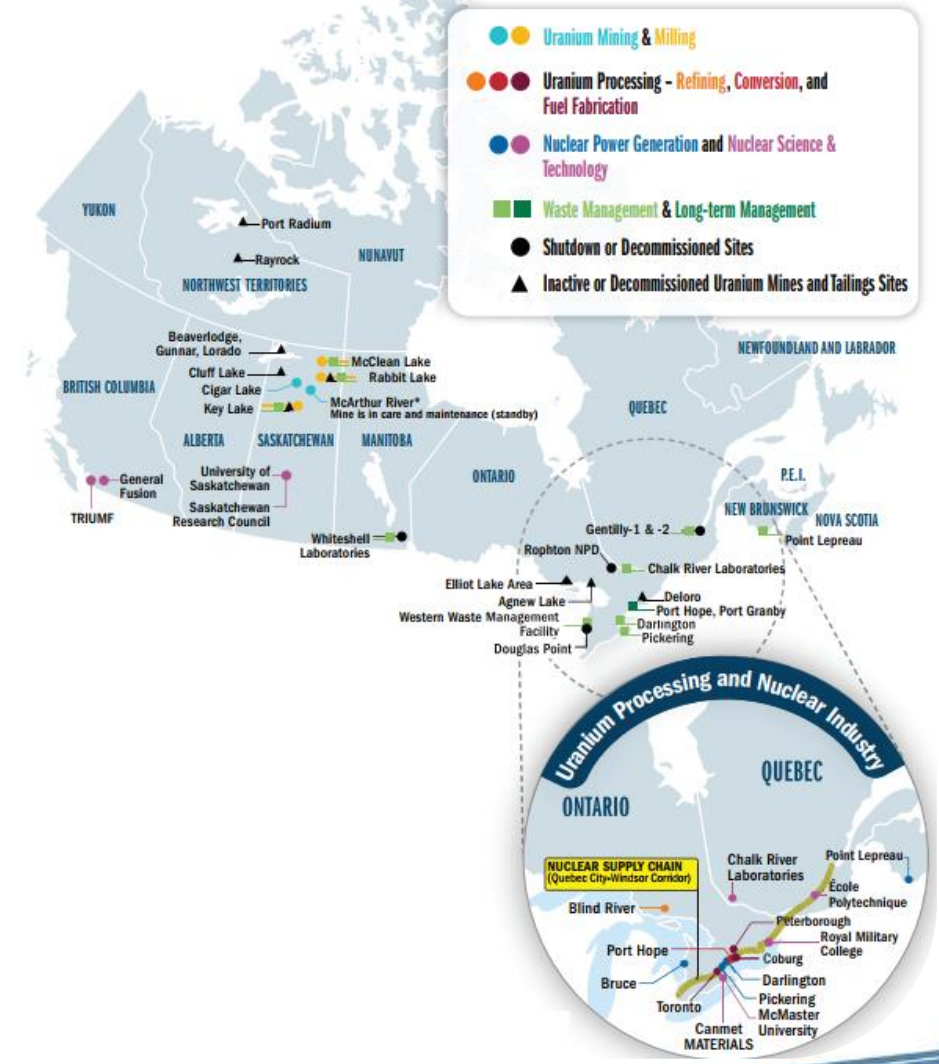 Uranium Mining & Milling
Uranium Processing – Refining, Conversion, and
Fuel Fabrication
Nuclear Power Generation and Nuclear Science &
Technology
Waste Management & Long-term Management
Shutdown or Decommissioned Sites
Inactive or Decommissioned Uranium Mines and Tailings Sites
YUKON
Port Radium
Rayrock
NUNAVUT
NORTHWEST TERRITORIES
Beaverlodge,
Gunnar, Lorado
McClean Lake
Cluff Lake
Rabbit Lake
Cigar Lake
McArthur River*
Mine is in care and maintenance (standby)
Key Lake
BRITISH COLUMBIA
ALBERTA
SASKATCHEWAN
MANITOBA
ONTARIO
QUEBEC
NEWFOUNDLAND AND LABRADOR
P.E.I.
NEW BRUNSWICK
NOVA SCOTIA
General
Fusion
TRIUMF
University of
Saskatchewan
Saskatchewan
Research Council
Whiteshell
Laboratories
Gentilly-1 & -2
Point Lepreau
Rophton NPD
Chalk River Laboratories
Elliot Lake Area
Agnew Lake
Deloro
Port Hope, Port Granby
Western Waste Management
Facility
Darlington
Pickering
Douglas Point
Uranium Processing and Nuclear Industry
QUEBEC
ONTARIO
NUCLEAR SUPPLY CHAIN
(Quebec City-Windsor Corridor)
Chalk River
Laboratories
Point Lepreau
École
Polytechnique
Blind River
Peterborough
Royal Military
College
Port Hope
Coburg
Bruce
Darlington
Toronto
Pickering
McMaster
University
Canmet
MATERIALS